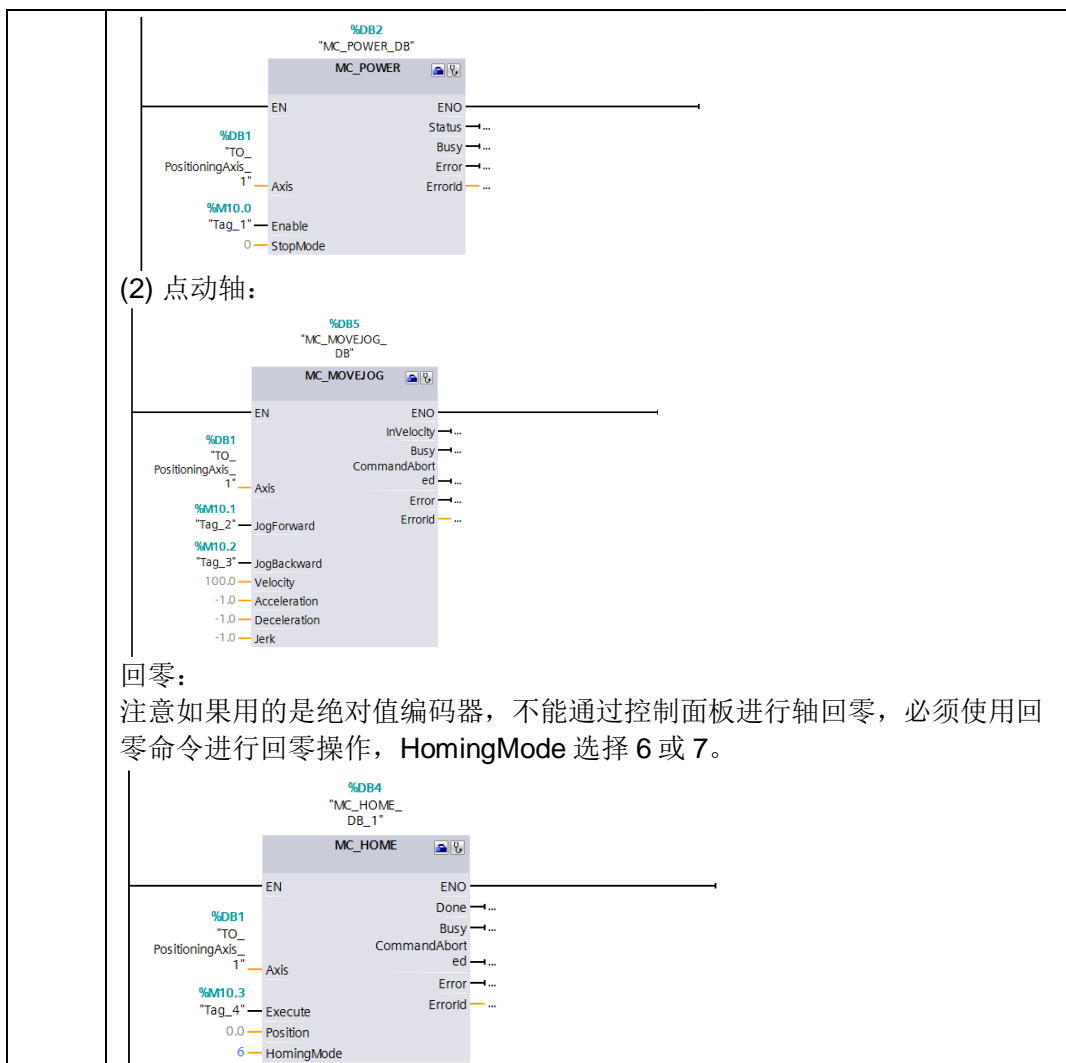 %DB2
"MC_POWER_DB"
MC_POWER
EN ENO
Status ...
%DB1
"TO_
Busy ...
PositioningAxis_
Error ...
1" Axis ErrorId ...
%M10.0
"Tag_1" Enable
0 StopMode
(2) 点动轴：
%DB5
"MC_MOVEJOG_
DB"
MC_MOVEJOG
EN ENO
InVelocity ...
%DB1
"TO_
Busy ...
PositioningAxis_
CommandAbort
1" Axis
ed ...
Error ...
%M10.1
"Tag_2" JogForward
ErrorId ...
%M10.2
"Tag_3" JogBackward
100.0 Velocity
-1.0 Acceleration
-1.0 Deceleration
-1.0 Jerk
回零：
注意如果用的是绝对值编码器，不能通过控制面板进行轴回零，必须使用回
零命令进行回零操作，HomingMode 选择 6 或 7。
%DB4
"MC_HOME_
DB_1"
MC_HOME
EN ENO
Done ...
%DB1
"TO_
Busy ...
PositioningAxis_
CommandAbort
1" Axis
ed ...
Error ...
%M10.3
"Tag_4" Execute
ErrorId ...
0.0 Position
6 HomingMode